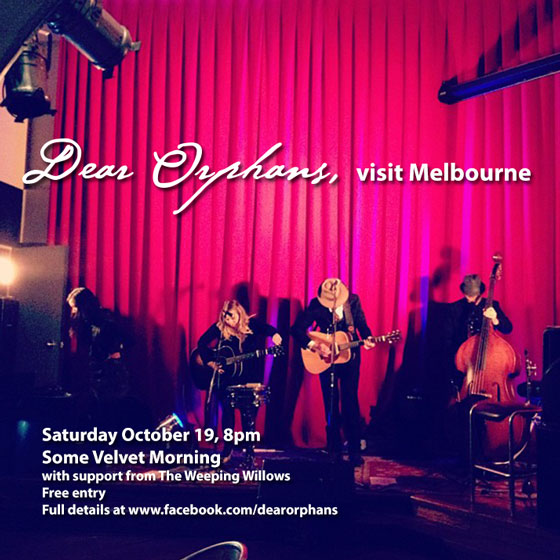 Dear Orphans, visit Melbourne
Saturday October 19, 8pm
Some Velvet Morning
with support from The Weeping Willows
Free entry
Full details at www.facebook.com/dearorphans